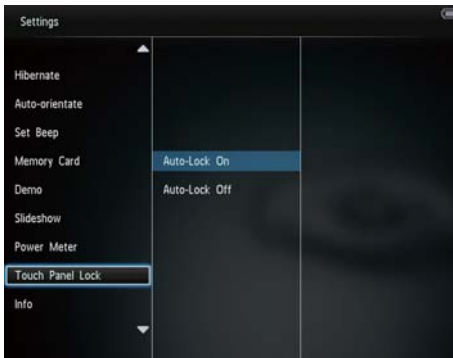 Settings
Hibernate
Auto-orientate
Set Beep
Memory Card
Auto-Lock On
Demo
Auto-Lock Off
Slideshow
Power Meter
Touch Panel Lock
Info